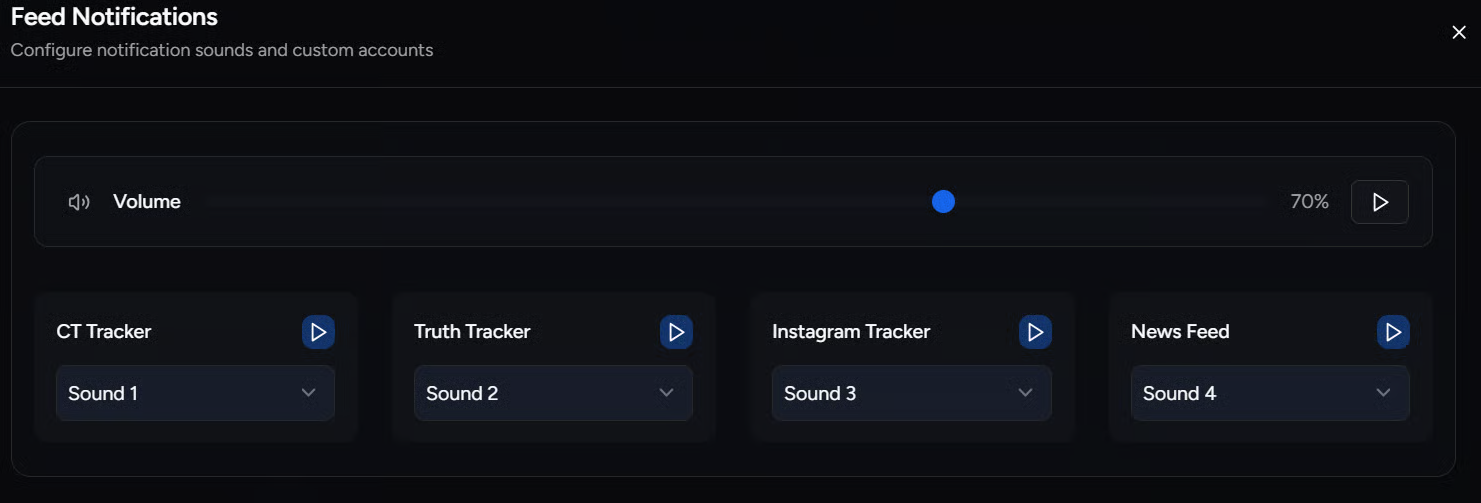 Feed Notifications
Configure notification sounds and custom accounts
Volume
70%
CT Tracker
Truth Tracker
Instagram Tracker
News Feed
Sound 1
Sound 2
Sound 3
Sound 4